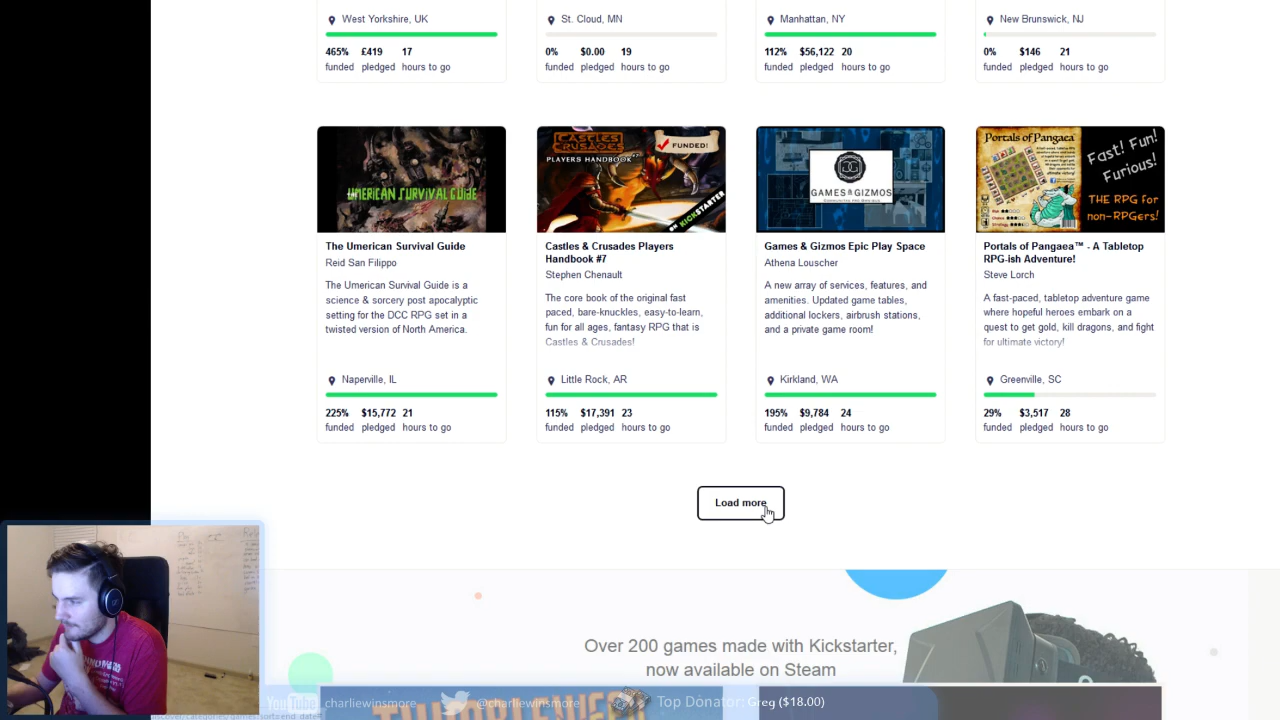 West Yorkshire, UK
St. Cloud, MN
Manhattan, NY
New Brunswick, NJ
465% £419 17
funded pledged hours to go
0% $0.00 19
funded pledged hours to go
112% $56,122 20
funded pledged hours to go
0% $146 21
funded pledged hours to go
UMERICAN SURVIVAL GUIDE
CASTLES & CRUSADES
PLAYERS HANDBOOK
FUNDED!
ON KICKSTARTER
GAMES & GIZMOS
Portals of Pangaea
Fast! Fun!
Furious!
THE RPG for
non-RPGers!
The Umerican Survival Guide
Reid San Filippo
The Umerican Survival Guide is a
science & sorcery post apocalyptic
setting for the DCC RPG set in a
twisted version of North America.
Naperville, IL
225% $15,772 21
funded pledged hours to go
Castles & Crusades Players
Handbook #7
Stephen Chenault
The core book of the original fast
paced, bare-knuckles, easy-to-learn,
fun for all ages, fantasy RPG that is
Castles & Crusades!
Little Rock, AR
115% $17,391 23
funded pledged hours to go
Games & Gizmos Epic Play Space
Athena Louscher
A new array of services, features, and
amenities. Updated game tables,
additional lockers, airbrush stations,
and a private game room!
Kirkland, WA
195% $9,784 24
funded pledged hours to go
Portals of Pangaea™ - A Tabletop
RPG-ish Adventure!
Steve Lorch
A fast-paced, tabletop adventure game
where hopeful heroes embark on a
quest to get gold, kill dragons, and fight
for ultimate victory!
Greenville, SC
29% $3,517 28
funded pledged hours to go
Load more
Over 200 games made with Kickstarter,
now available on Steam
YouTube charliewinsmore
@charliewinsmore
Top Donator: Greg ($18.00)